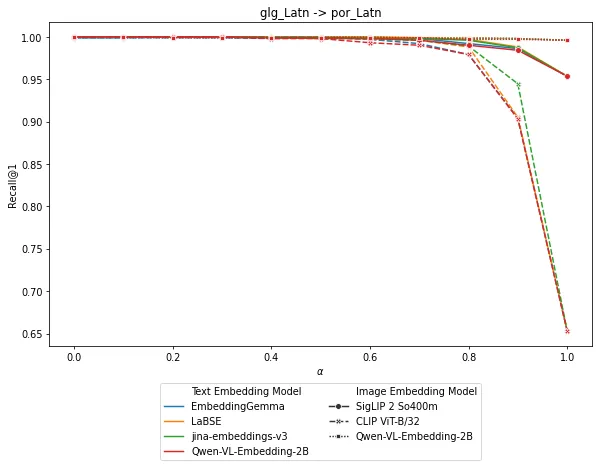 glg_Latn -> por_Latn
1.00
0.95
0.90
0.85
0.80
0.75
0.70
0.65
Recall@1
0.0 0.2 0.4 0.6 0.8 1.0
α
Text Embedding Model
EmbeddingGemma
LaBSE
jina-embeddings-v3
Qwen-VL-Embedding-2B
Image Embedding Model
SigLIP 2 So400m
CLIP ViT-B/32
Qwen-VL-Embedding-2B